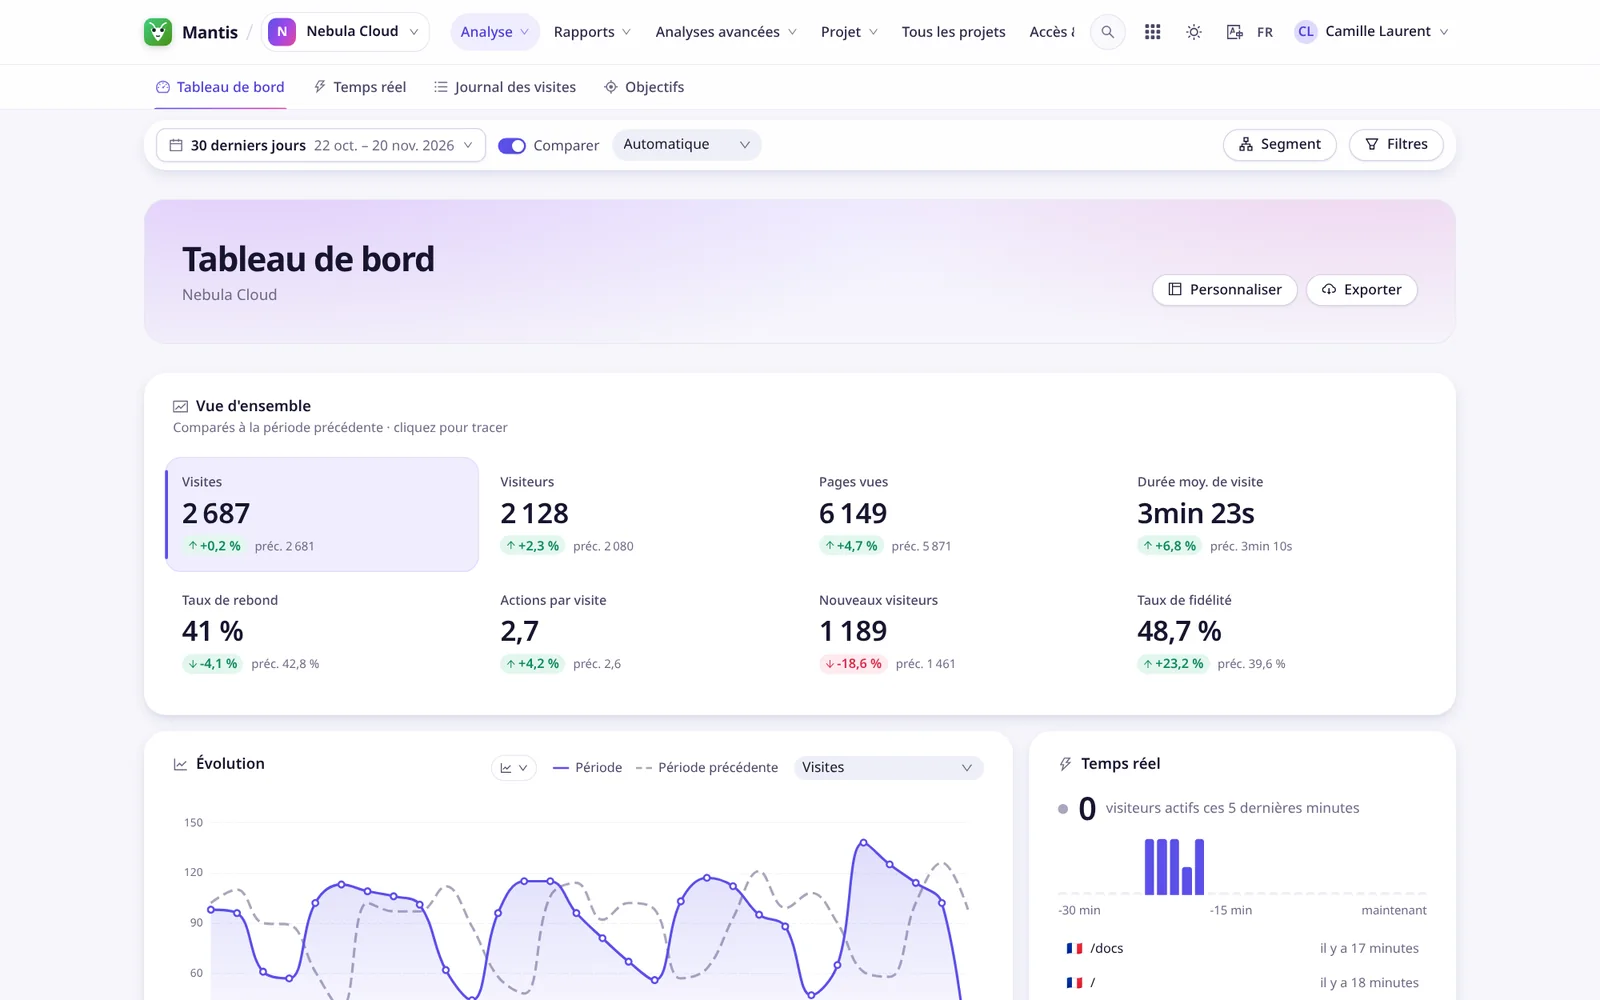 Mantis / N Nebula Cloud Analyse Rapports Analyses avancées Projet Tous les projets Accès & FR CL Camille Laurent
Tableau de bord Temps réel Journal des visites Objectifs
30 derniers jours 22 oct. – 20 nov. 2026 Comparer Automatique Segment Filtres
Tableau de bord
Nebula Cloud
Personnaliser Exporter
Vue d'ensemble
Comparés à la période précédente · cliquez pour tracer
Visites
2 687
+0,2 % préc. 2 681
Visiteurs
2 128
+2,3 % préc. 2 080
Pages vues
6 149
+4,7 % préc. 5 871
Durée moy. de visite
3min 23s
+6,8 % préc. 3min 10s
Taux de rebond
41 %
-4,1 % préc. 42,8 %
Actions par visite
2,7
+4,2 % préc. 2,6
Nouveaux visiteurs
1 189
-18,6 % préc. 1 461
Taux de fidélité
48,7 %
+23,2 % préc. 39,6 %
Évolution
Période Période précédente Visites
150
120
90
60
Temps réel
0 visiteurs actifs ces 5 dernières minutes
-30 min -15 min maintenant
/docs il y a 17 minutes
/ il y a 18 minutes